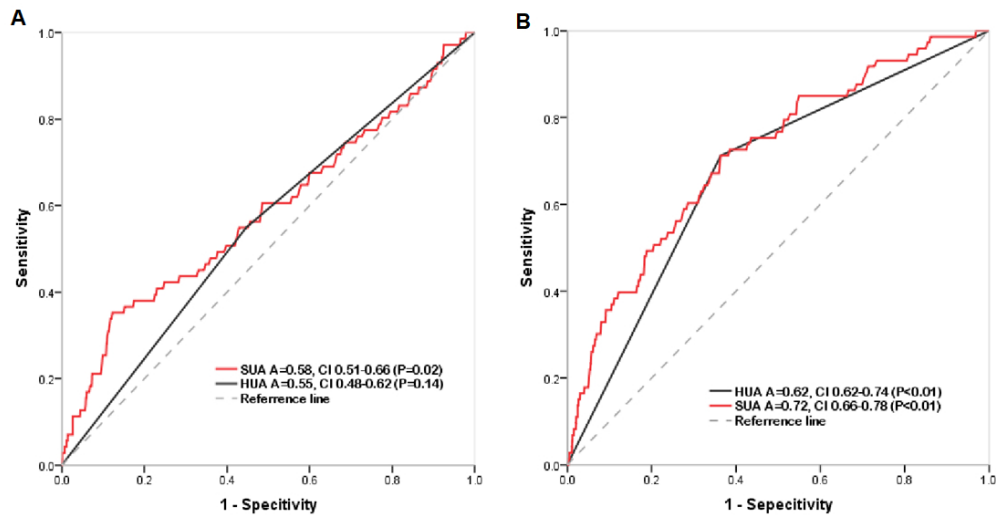 A
1.0
0.8
0.6
0.4
0.2
0.0
Sensitivity
SUA A=0.58, CI 0.51-0.66 (P=0.02)
HUA A=0.55, CI 0.48-0.62 (P=0.14)
Referrence line
0.0 0.2 0.4 0.6 0.8 1.0
1 - Specitivity
B
1.0
0.8
0.6
0.4
0.2
0.0
Sensitivity
HUA A=0.62, CI 0.62-0.74 (P<0.01)
SUA A=0.72, CI 0.66-0.78 (P<0.01)
Referrence line
0.0 0.2 0.4 0.6 0.8 1.0
1 - Sepecitivity